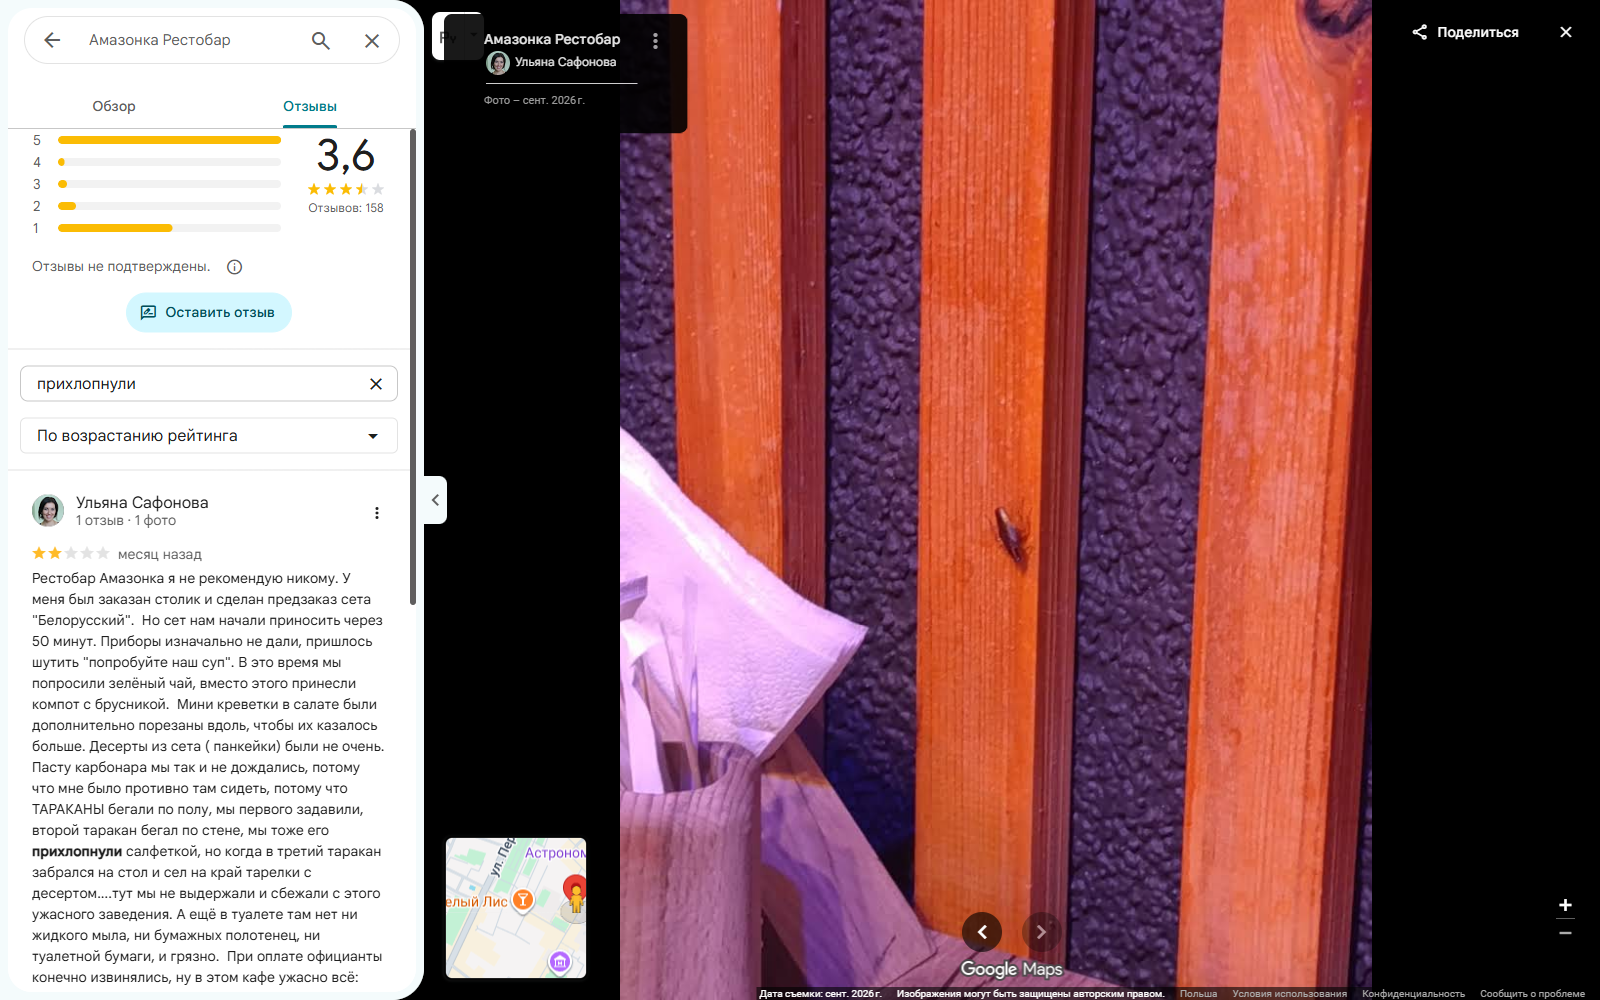 Амазонка Рестобар
Обзор
Отзывы
5
4
3
2
1
3,6
Отзывов: 158
Отзывы не подтверждены.
Оставить отзыв
прихлопнули
По возрастанию рейтинга
Ульяна Сафонова
1 отзыв · 1 фото
месяц назад
Рестобар Амазонка я не рекомендую никому. У
меня был заказан столик и сделан предзаказ сета
"Белорусский".  Но сет нам начали приносить через
50 минут. Приборы изначально не дали, пришлось
шутить "попробуйте наш суп". В это время мы
попросили зелёный чай, вместо этого принесли
компот с брусникой.  Мини креветки в салате были
дополнительно порезаны вдоль, чтобы их казалось
больше. Десерты из сета ( панкейки) были не очень.
Пасту карбонара мы так и не дождались, потому
что мне было противно там сидеть, потому что
ТАРАКАНЫ бегали по полу, мы первого задавили,
второй таракан бегал по стене, мы тоже его
прихлопнули салфеткой, но когда в третий таракан
забрался на стол и сел на край тарелки с
десертом....тут мы не выдержали и сбежали с этого
ужасного заведения. А ещё в туалете там нет ни
жидкого мыла, ни бумажных полотенец, ни
туалетной бумаги, и грязно.  При оплате официанты
конечно извинялись, ну в этом кафе ужасно всё:
Амазонка Рестобар
Ульяна Сафонова
Фото – сент. 2026 г.
Поделиться
ул. Пер
Астроном
елый Лис
Google Maps
Дата съемки: сент. 2026 г. Изображения могут быть защищены авторским правом. Польша Условия использования Конфиденциальность Сообщить о проблеме